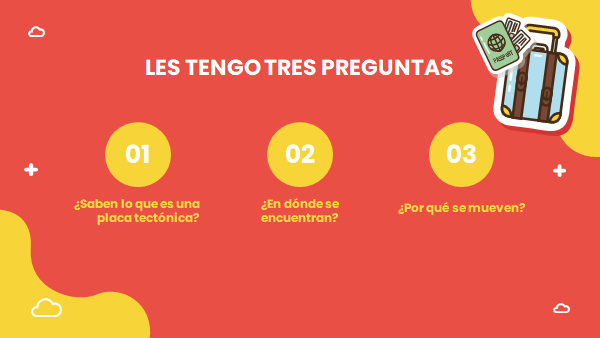 LES TENGO TRES PREGUNTAS
01
¿Saben lo que es una
placa tectónica?
02
¿En dónde se
encuentran?
03
¿Por qué se mueven?
PASSPORT